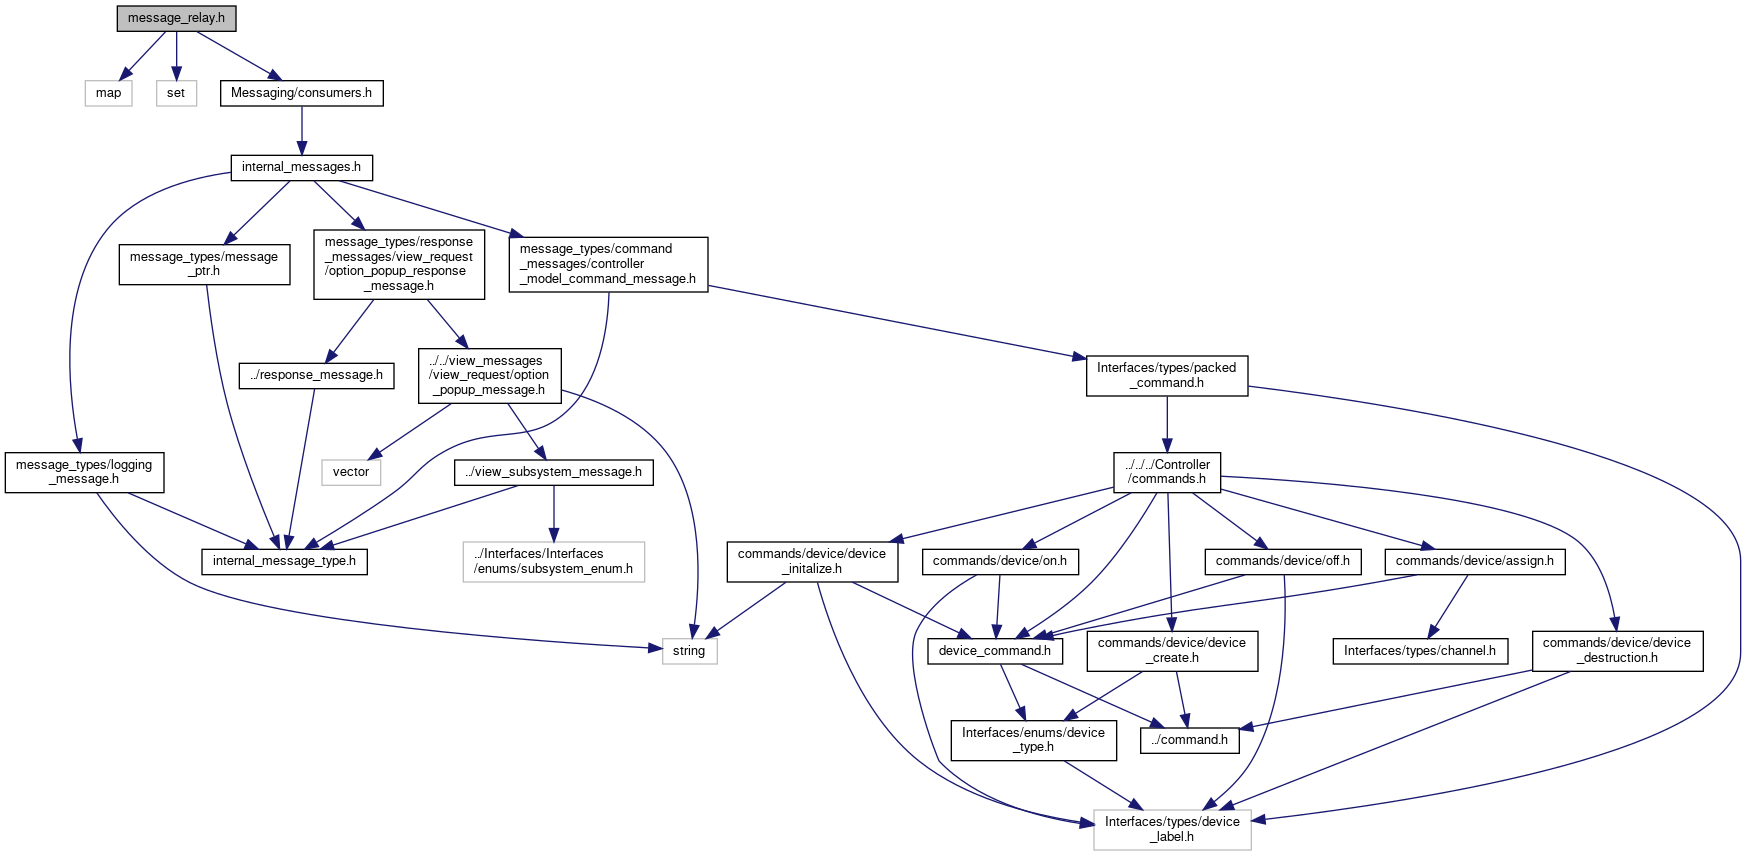 message_relay.h
map
set
Messaging/consumers.h
internal_messages.h
message_types/message
_ptr.h
message_types/response
_messages/view_request
/option_popup_response
_message.h
message_types/command
_messages/controller
_model_command_message.h
../response_message.h
../../view_messages
/view_request/option
_popup_message.h
Interfaces/types/packed
_command.h
message_types/logging
_message.h
vector
../view_subsystem_message.h
../../../Controller
/commands.h
internal_message_type.h
../Interfaces/Interfaces
/enums/subsystem_enum.h
commands/device/device
_initalize.h
commands/device/on.h
commands/device/off.h
commands/device/assign.h
string
device_command.h
commands/device/device
_create.h
Interfaces/types/channel.h
commands/device/device
_destruction.h
Interfaces/enums/device
_type.h
../command.h
Interfaces/types/device
_label.h